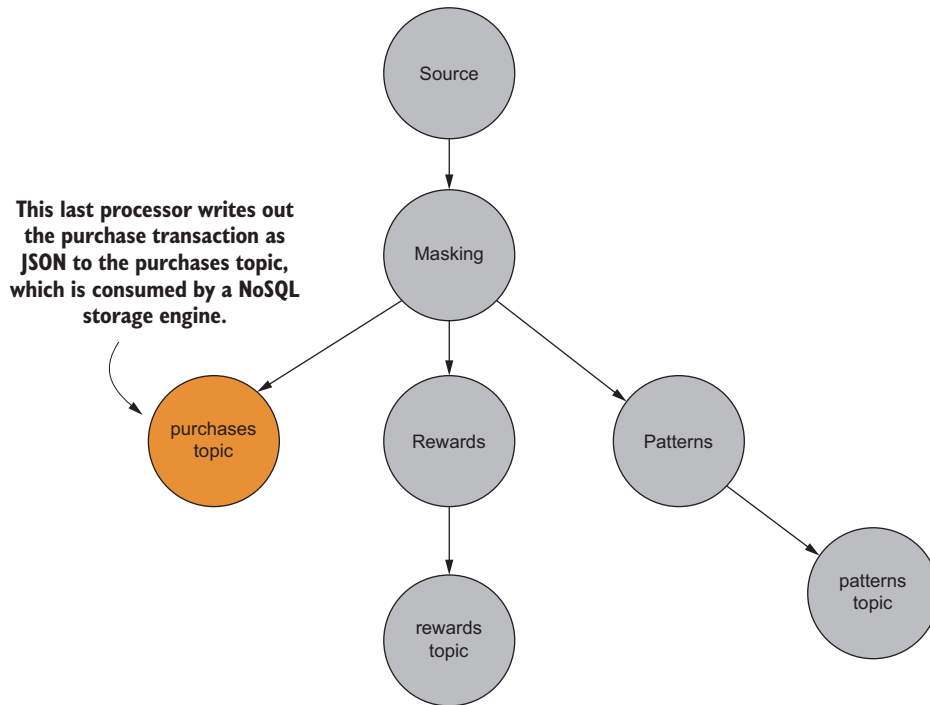 Source
Masking
This last processor writes out
the purchase transaction as
JSON to the purchases topic,
which is consumed by a NoSQL
storage engine.
purchases
topic
Rewards
Patterns
rewards
topic
patterns
topic